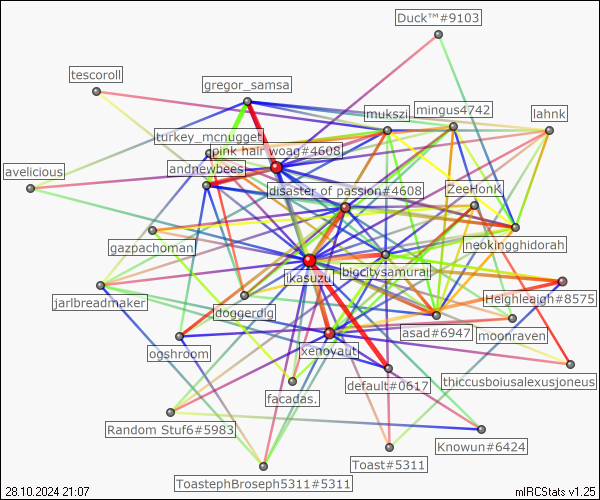 Duck™#9103
tescoroll
gregor_samsa
mukszi
mingus4742
lahnk
turkey_mcnugget
pink hair woag#4608
andnewbees
avelicious
disaster of passion#4608
ZeeHonk
gazpachoman
neokingghidorah
ikasuzu
bigcitysamurai
jarlbreadmaker
doggerdig
Heighleigh#8575
asad#6947
moonraven
ogshroom
xenoyaut
thiccusboiusalexusjoneus
default#0617
facadas.
Random Stuf6#5983
Knowun#6424
Toast#5311
ToastephBroseph5311#5311
28.10.2024 21:07
mIRCStats v1.25